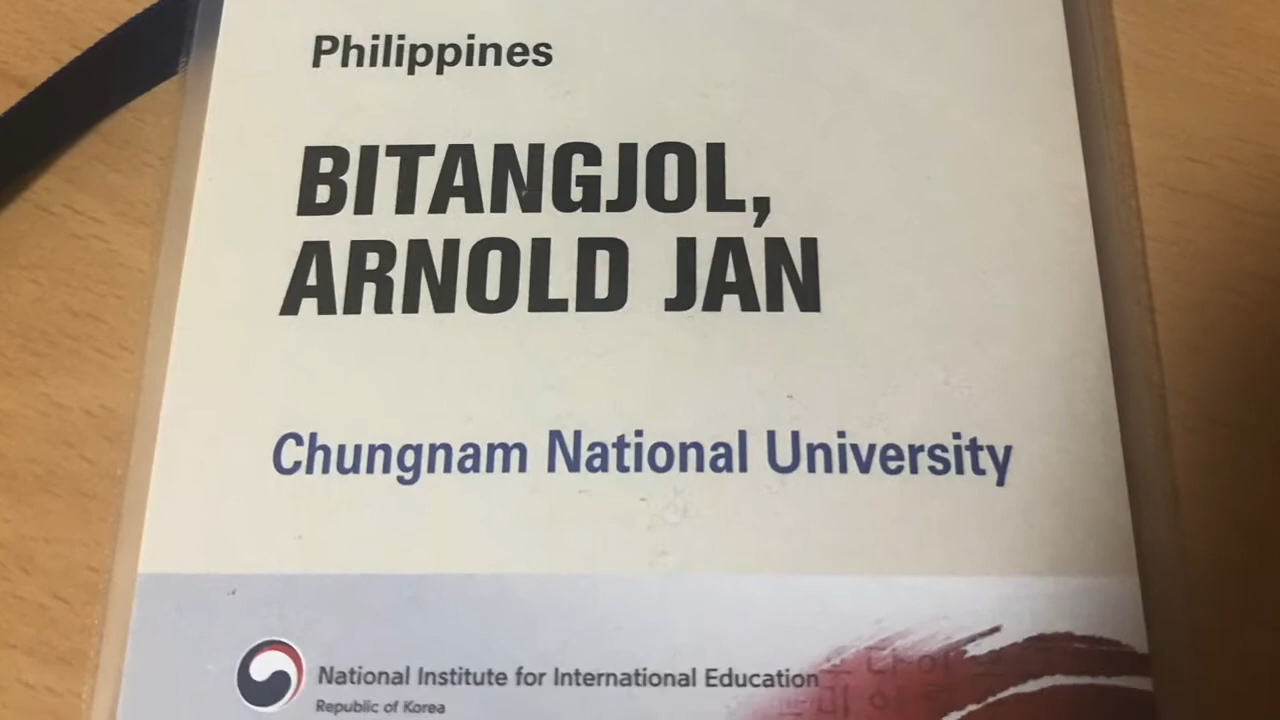 Philippines
BITANGJOL,
ARNOLD JAN
Chungnam National University
National Institute for International Education
Republic of Korea